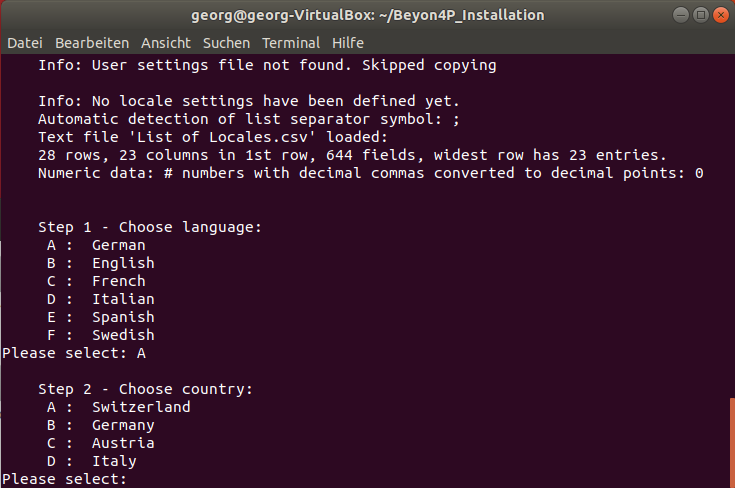 georg@georg-VirtualBox: ~/Beyon4P_Installation
Datei Bearbeiten Ansicht Suchen Terminal Hilfe
Info: User settings file not found. Skipped copying
Info: No locale settings have been defined yet.
Automatic detection of list separator symbol: ;
Text file 'List of Locales.csv' loaded:
28 rows, 23 columns in 1st row, 644 fields, widest row has 23 entries.
Numeric data: # numbers with decimal commas converted to decimal points: 0
Step 1 - Choose language:
A : German
B : English
C : French
D : Italian
E : Spanish
F : Swedish
Please select: A
Step 2 - Choose country:
A : Switzerland
B : Germany
C : Austria
D : Italy
Please select: